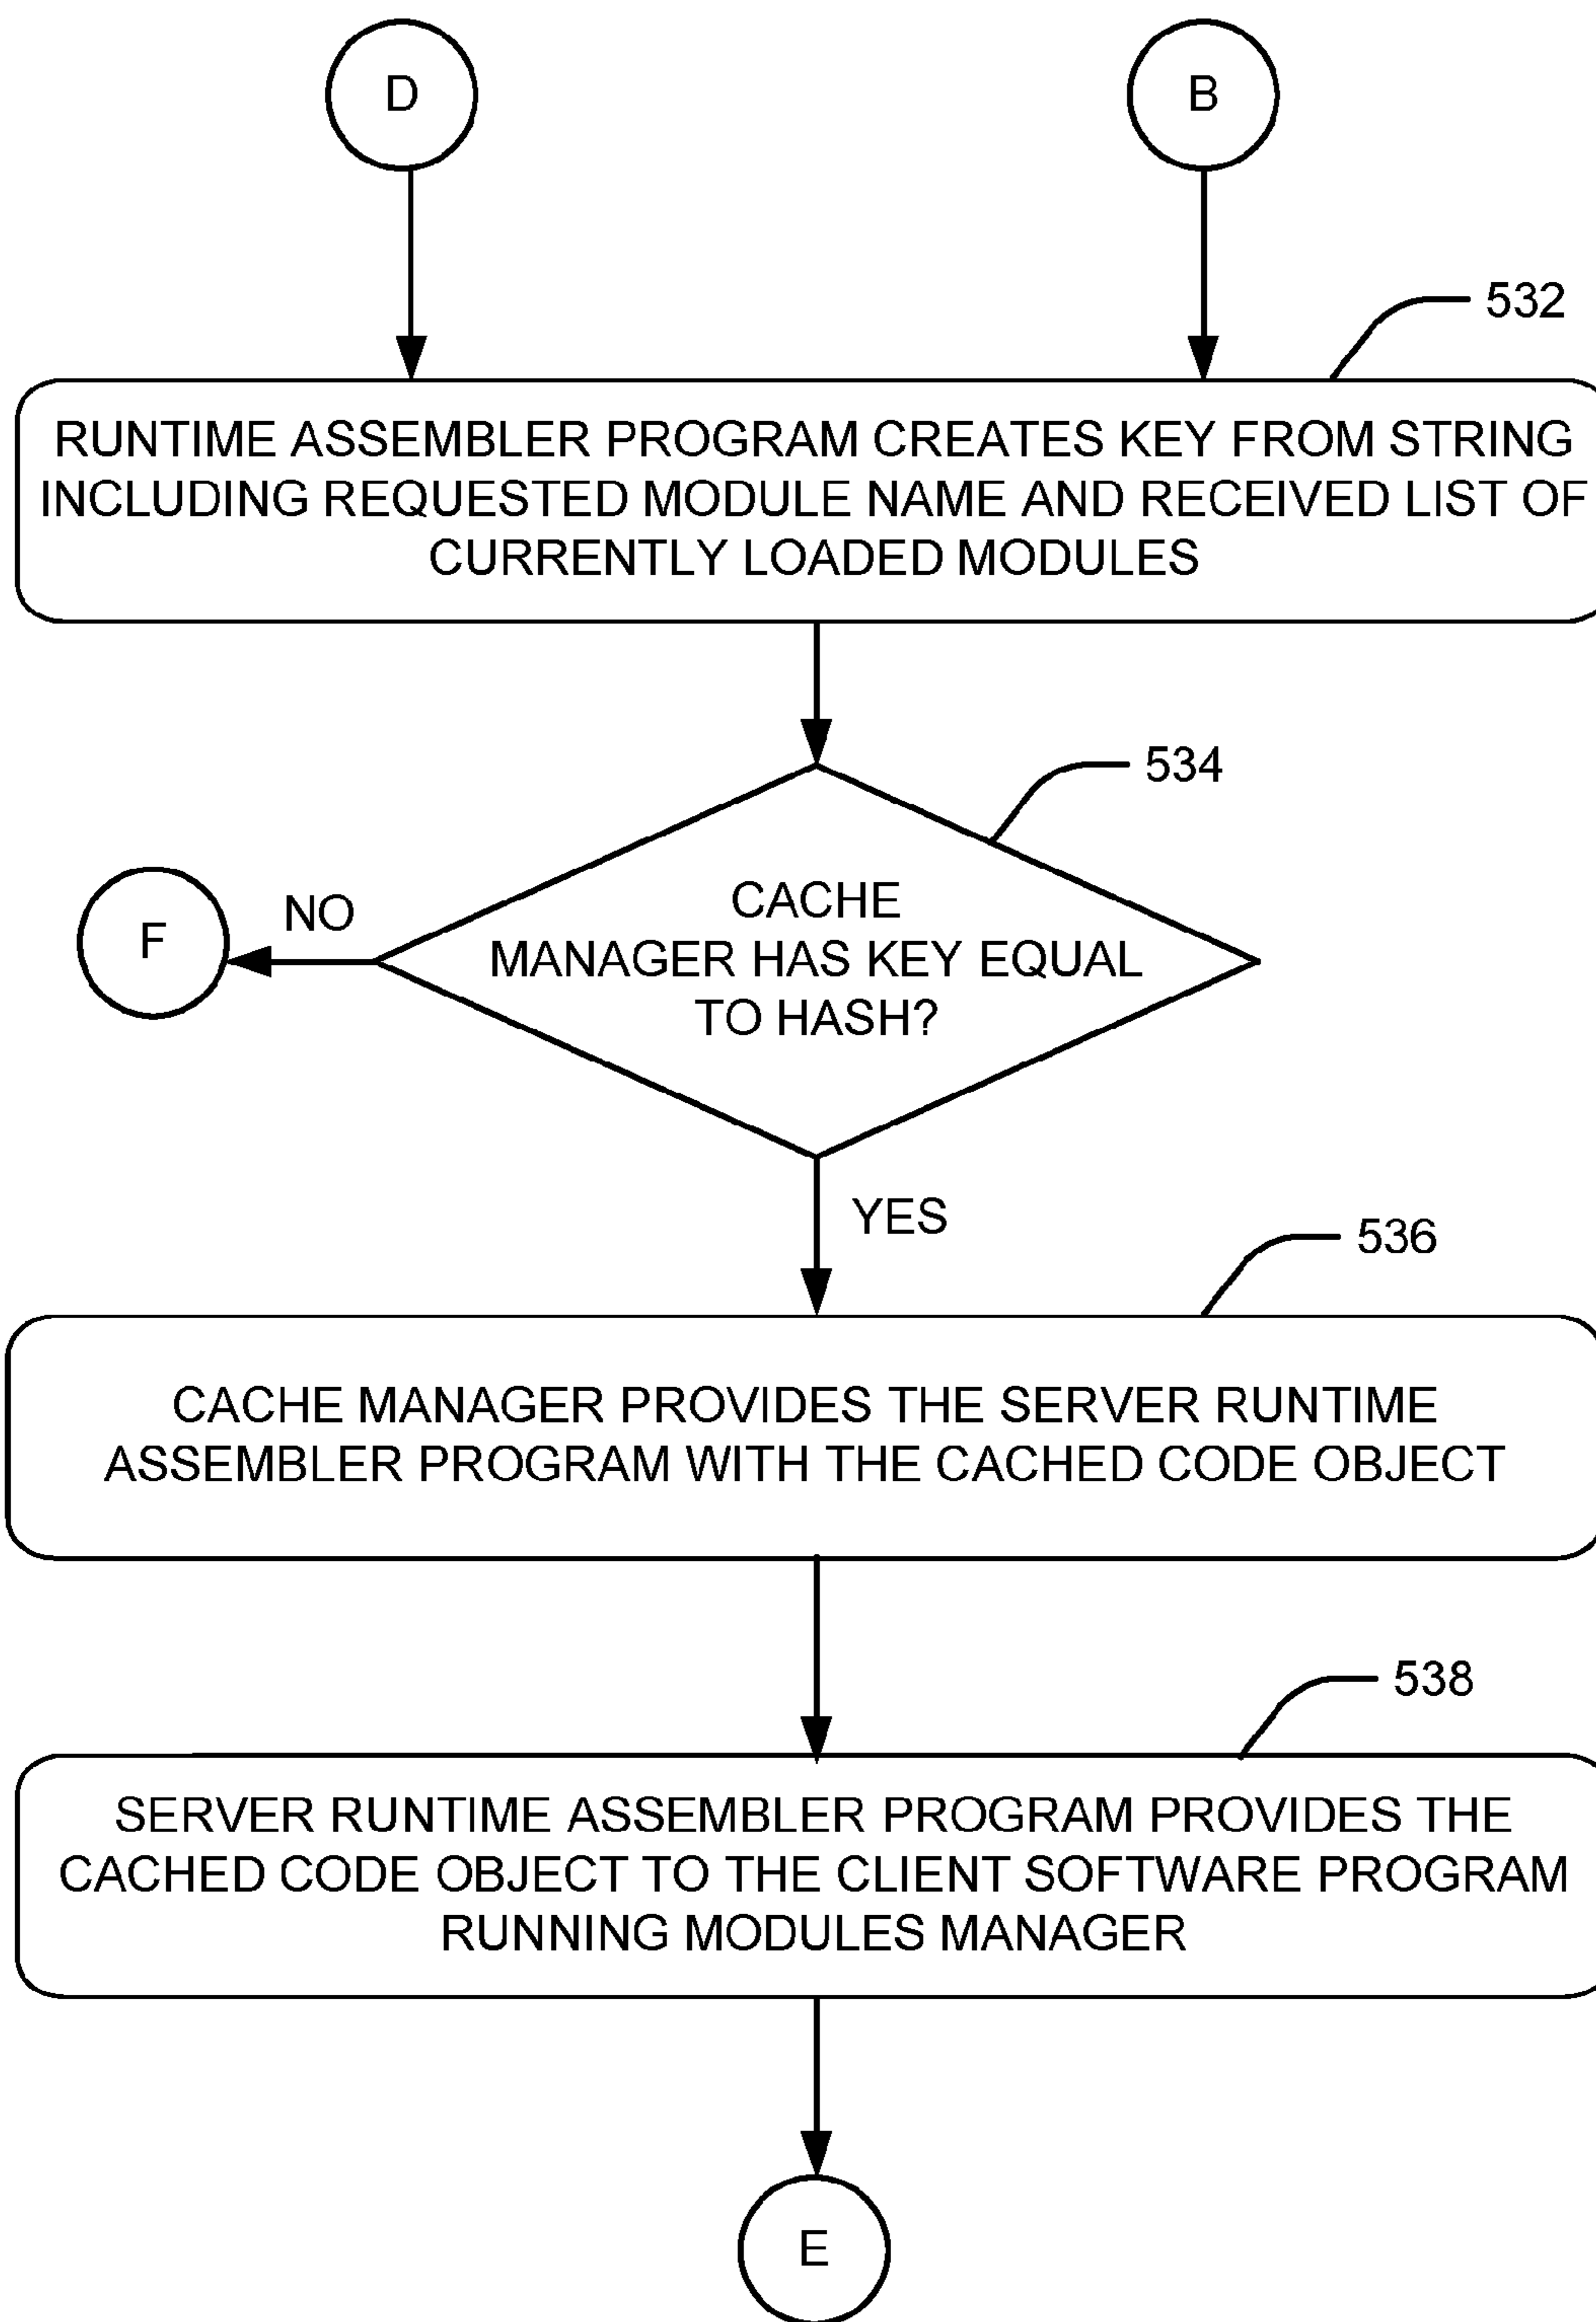 D
B
532
RUNTIME ASSEMBLER PROGRAM CREATES KEY FROM STRING
INCLUDING REQUESTED MODULE NAME AND RECEIVED LIST OF
CURRENTLY LOADED MODULES
534
CACHE
MANAGER HAS KEY EQUAL
TO HASH?
NO
F
YES
536
CACHE MANAGER PROVIDES THE SERVER RUNTIME
ASSEMBLER PROGRAM WITH THE CACHED CODE OBJECT
538
SERVER RUNTIME ASSEMBLER PROGRAM PROVIDES THE
CACHED CODE OBJECT TO THE CLIENT SOFTWARE PROGRAM
RUNNING MODULES MANAGER
E